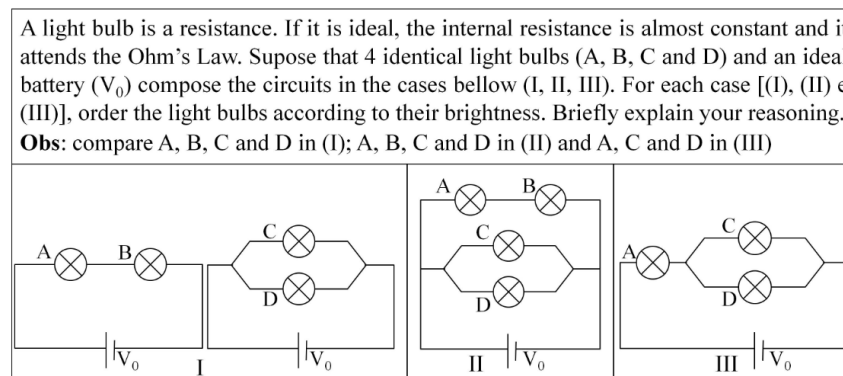 A light bulb is a resistance. If it is ideal, the internal resistance is almost constant and it
attends the Ohm's Law. Supose that 4 identical light bulbs (A, B, C and D) and an ideal
battery (V₀) compose the circuits in the cases bellow (I, II, III). For each case [(I), (II) e
(III)], order the light bulbs according to their brightness. Briefly explain your reasoning.
Obs: compare A, B, C and D in (I); A, B, C and D in (II) and A, C and D in (III)
A B
C
D
V₀
I
V₀
A B
C
D
II
V₀
A
C
D
III
V₀